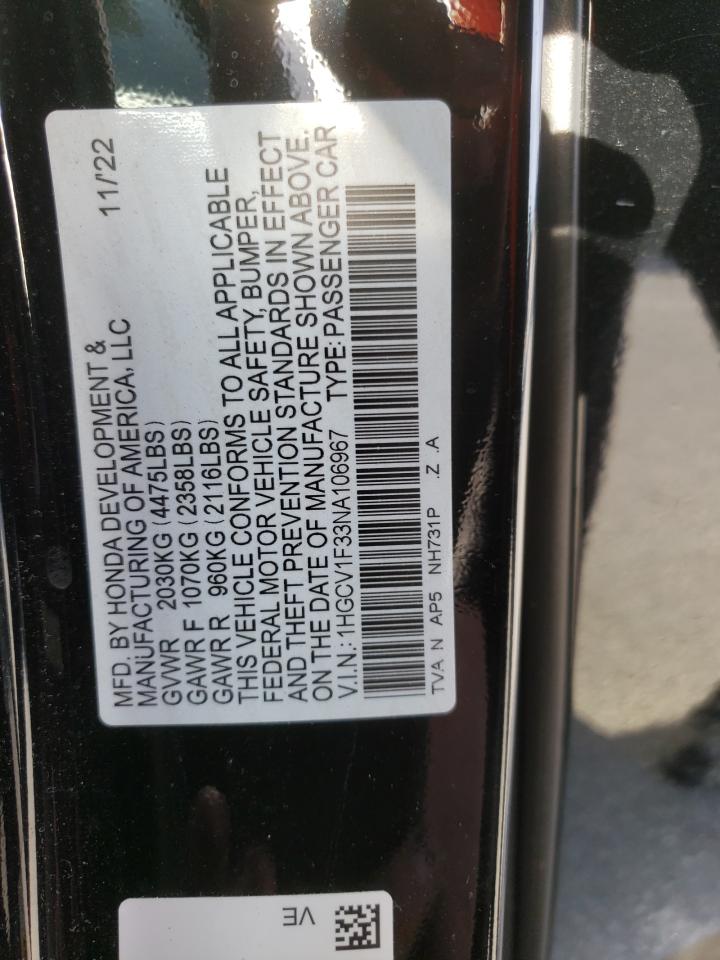 MFD. BY HONDA DEVELOPMENT & 11/'22
MANUFACTURING OF AMERICA, LLC
GVWR 2030KG (4475LBS)
GAWR F 1070KG (2358LBS)
GAWR R 960KG (2116LBS)
THIS VEHICLE CONFORMS TO ALL APPLICABLE
FEDERAL MOTOR VEHICLE SAFETY, BUMPER,
AND THEFT PREVENTION STANDARDS IN EFFECT
ON THE DATE OF MANUFACTURE SHOWN ABOVE.
V.I.N.: 1HGCV1F33NA106967 TYPE: PASSENGER CAR
TVA N AP5 NH731P .Z .A
VE